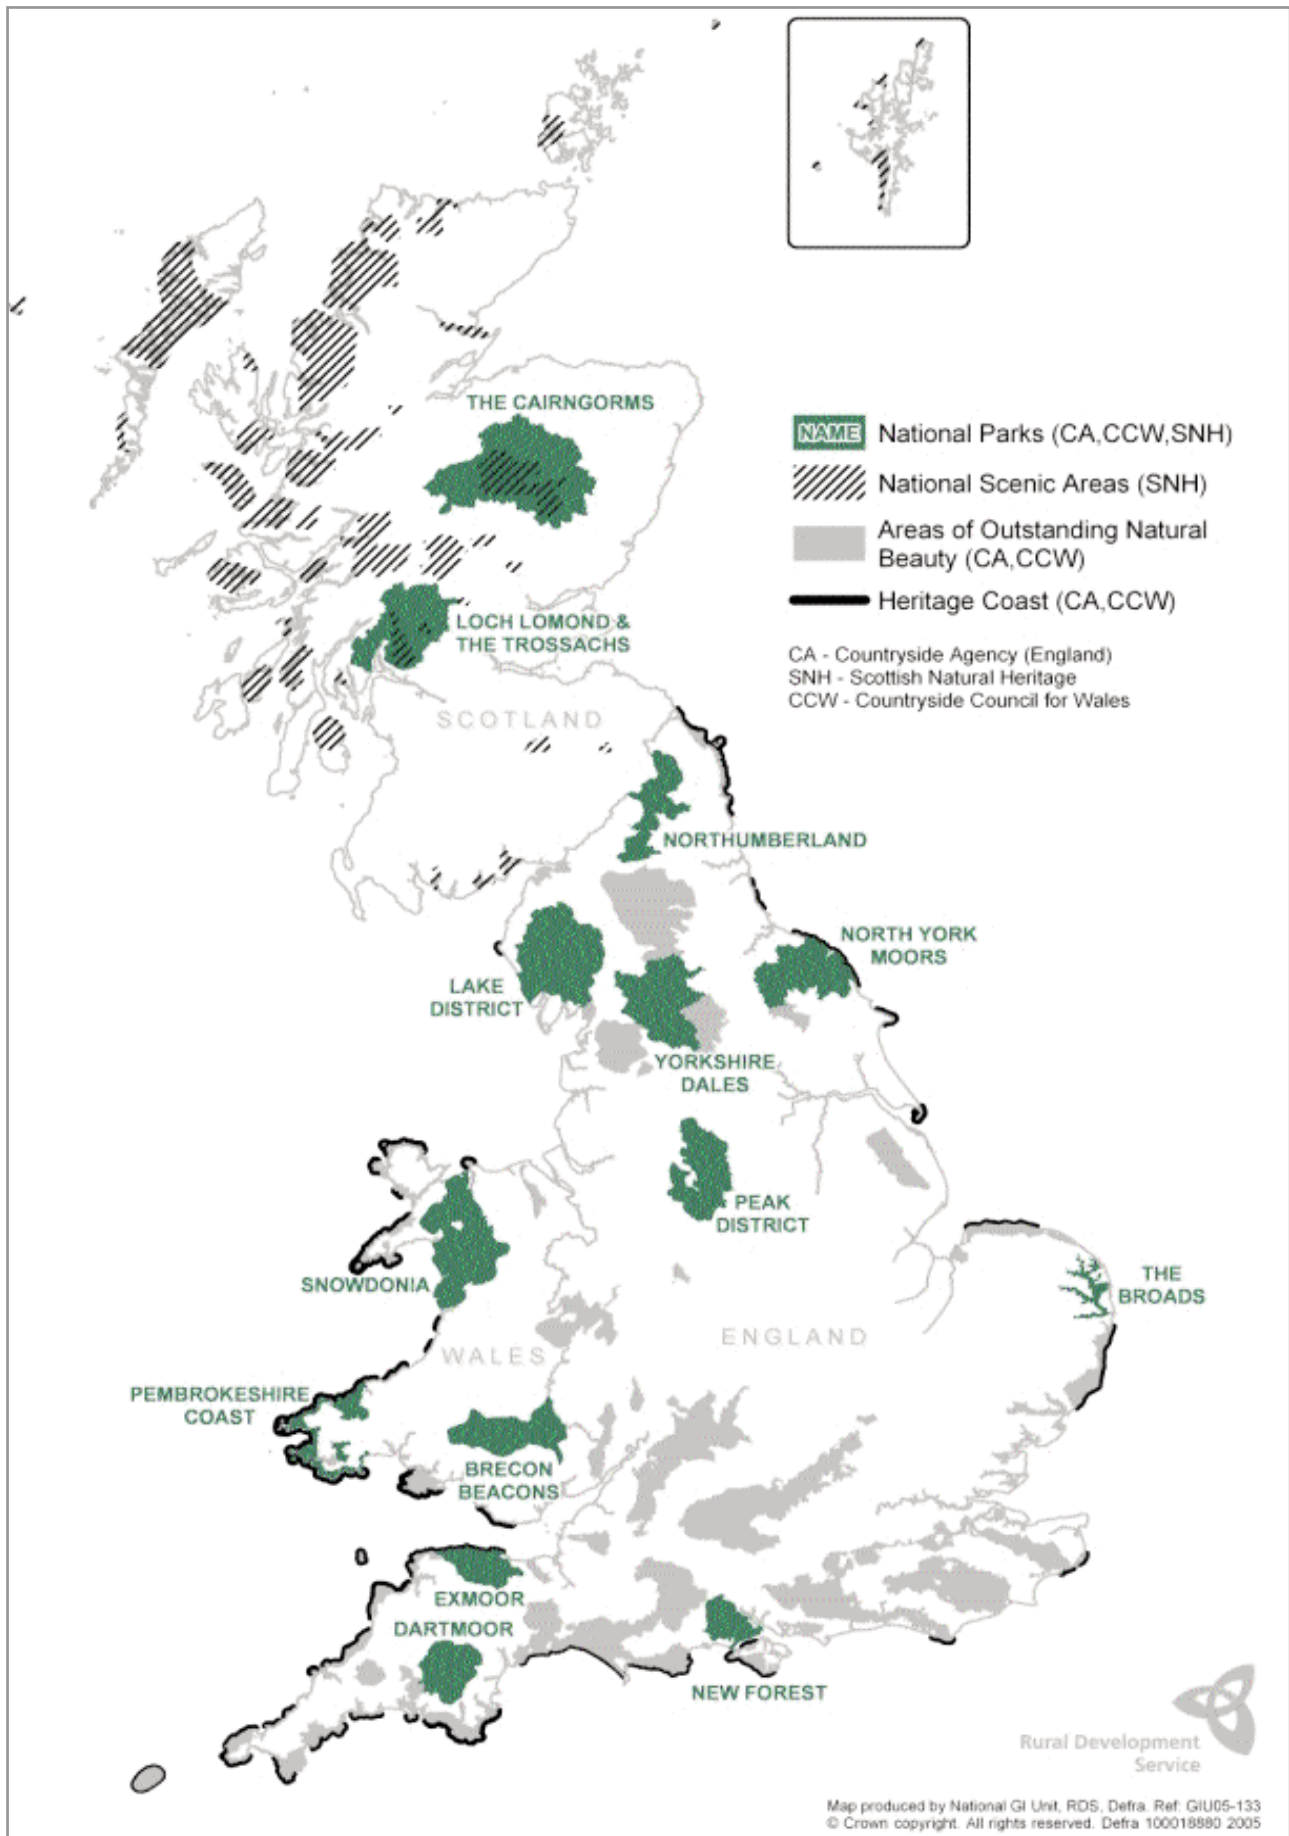 THE CAIRNGORMS
NAME
National Parks (CA,CCW,SNH)
National Scenic Areas (SNH)
Areas of Outstanding Natural
Beauty (CA,CCW)
Heritage Coast (CA,CCW)
CA - Countryside Agency (England)
SNH - Scottish Natural Heritage
CCW - Countryside Council for Wales
LOCH LOMOND &
THE TROSSACHS
SCOTLAND
NORTHUMBERLAND
NORTH YORK
MOORS
LAKE
DISTRICT
YORKSHIRE
DALES
PEAK
DISTRICT
SNOWDONIA
THE
BROADS
ENGLAND
WALES
PEMBROKESHIRE
COAST
BRECON
BEACONS
EXMOOR
DARTMOOR
NEW FOREST
Rural Development
Service
Map produced by National GI Unit, RDS, Defra. Ref: GIU05-133
© Crown copyright. All rights reserved. Defra 100018880 2005